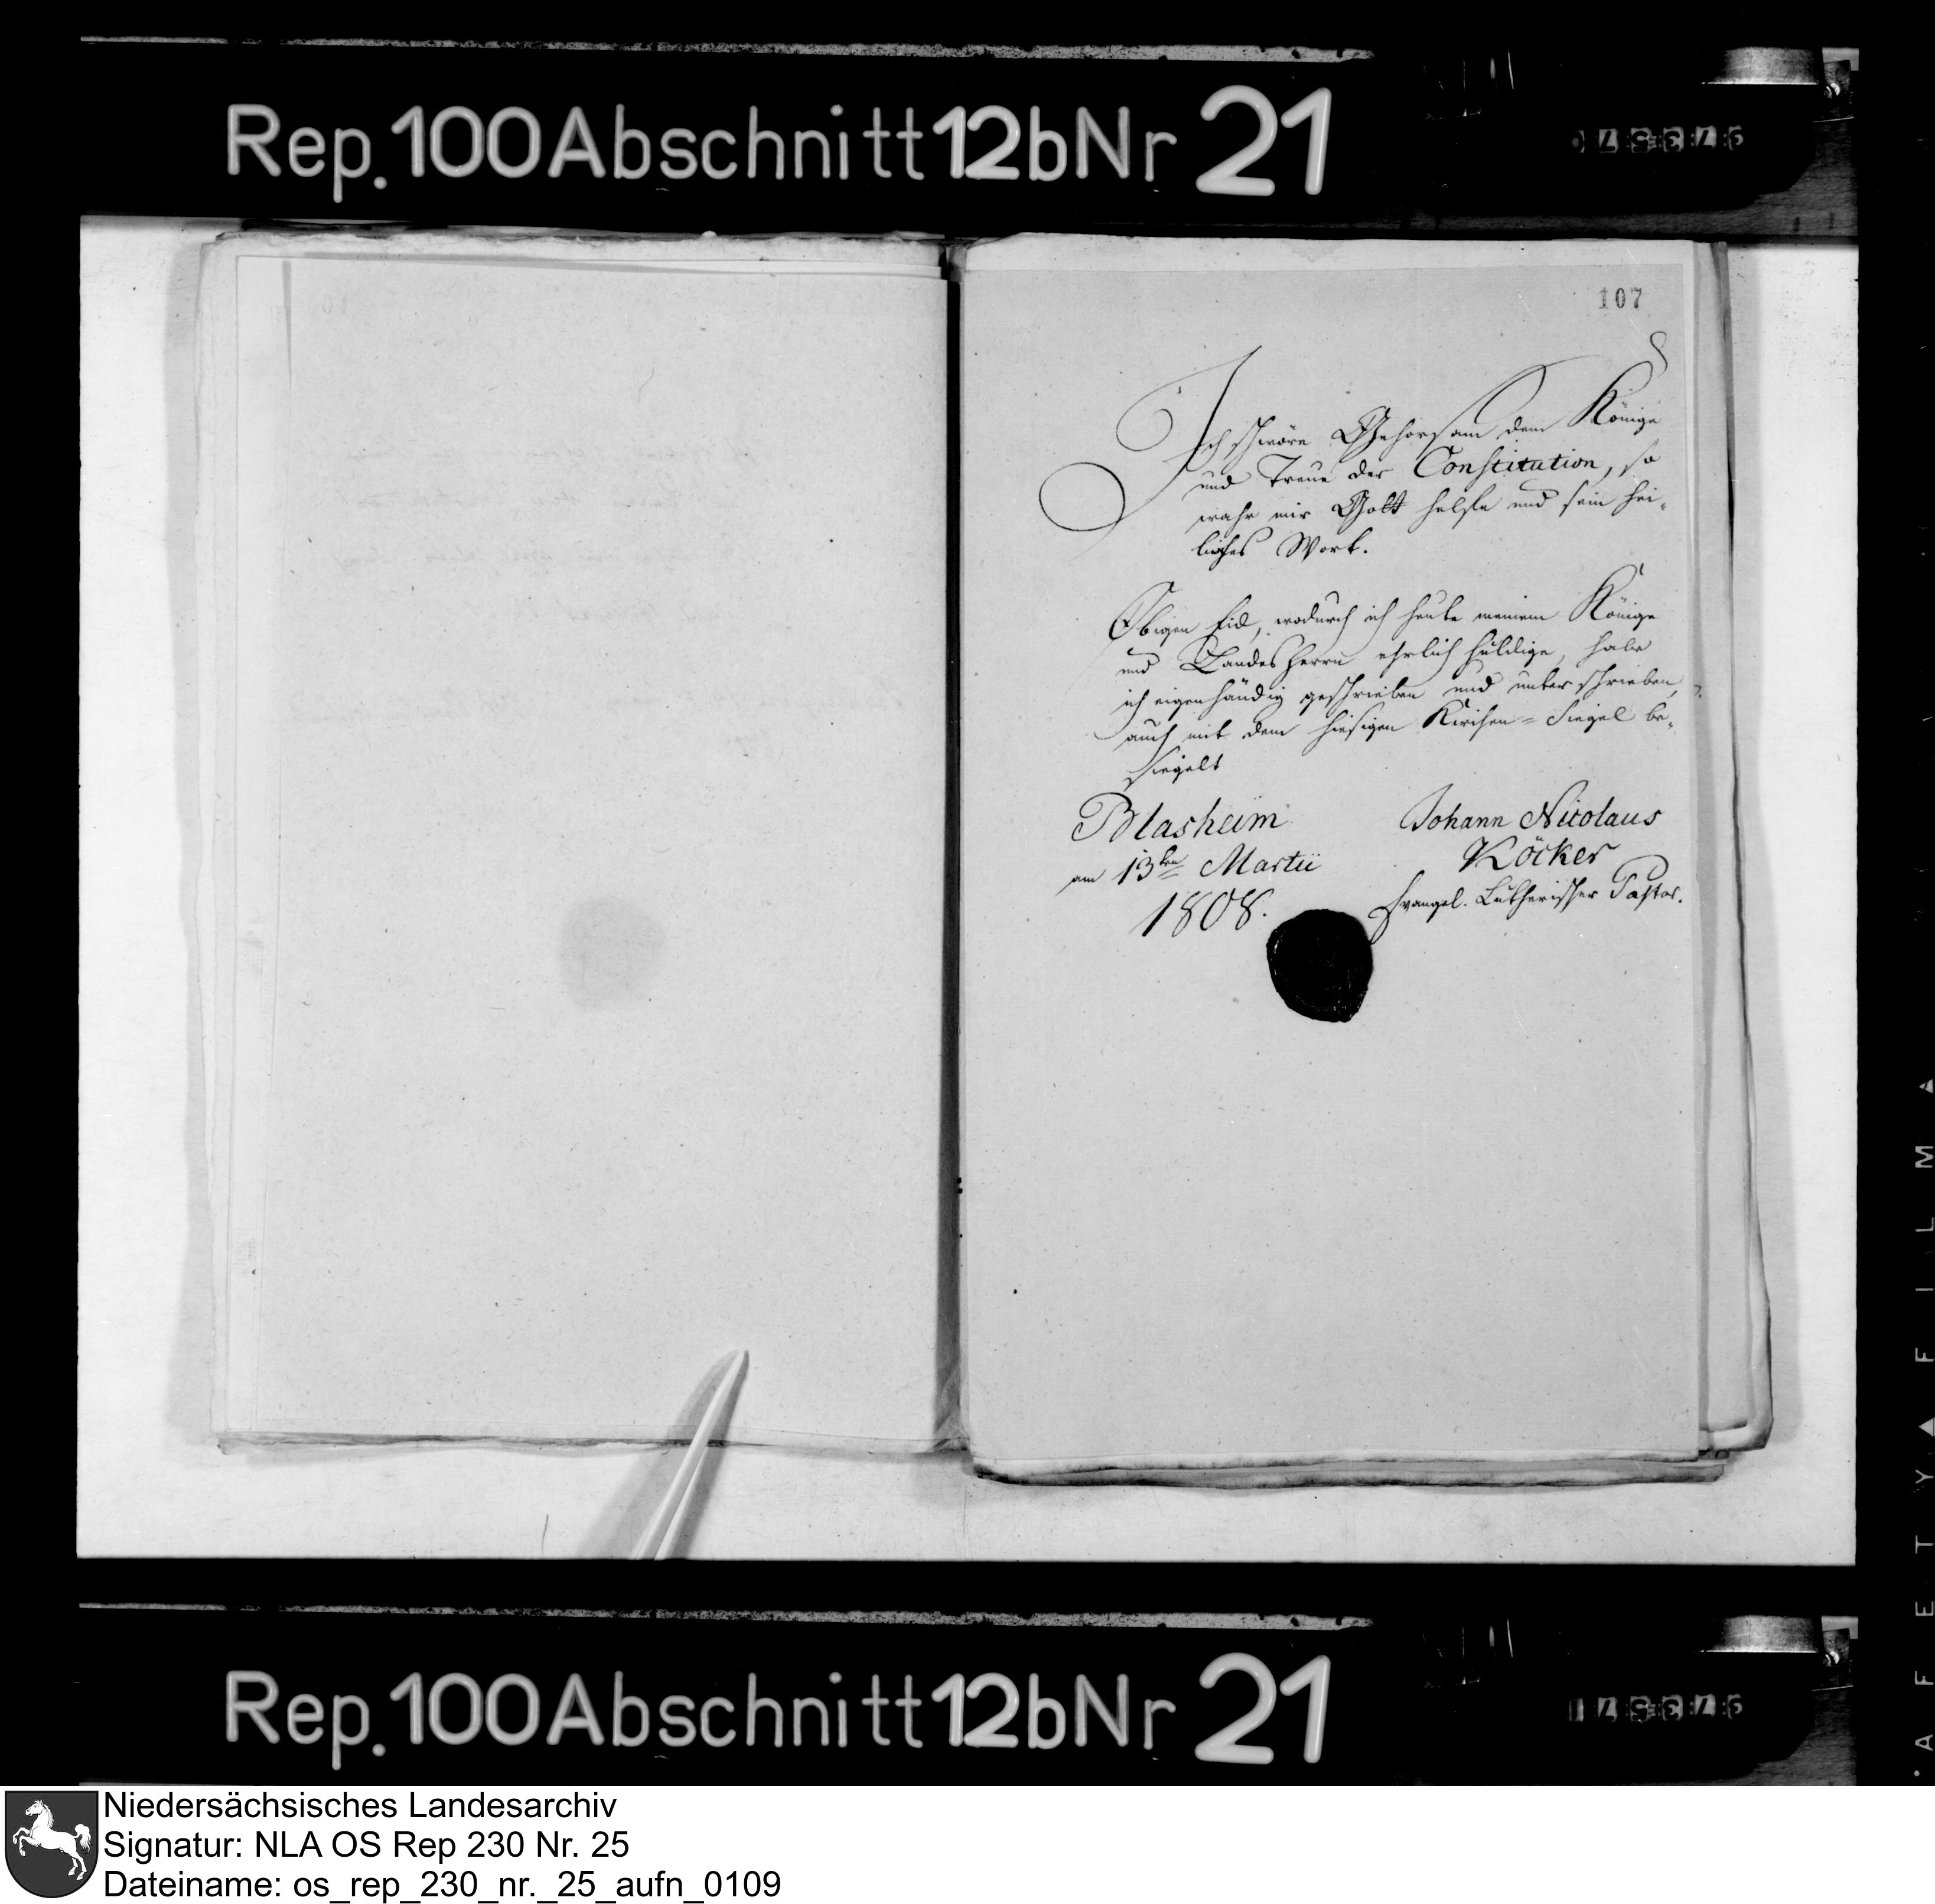 Rep. 100 Abschnitt 12b Nr 21
107
Ich schwöre Gehorsam dem Könige
und Treue der Constitution, so
wahr mir Gott helfe und sein hei-
liches Wort.
Obigen Eid, wodurch ich heute meinem Könige
und Landesherrn ehrlich huldige, habe
ich eigenhändig geschrieben und unterschrieben,
auch mit dem hiesigen Kirchen-Siegel be-
siegelt
Blasheim
am 13ten Martii
1808.
Johann Nicolaus
Köcker
Evangel. Lutherischer Pastor.
Rep. 100 Abschnitt 12b Nr 21
Niedersächsisches Landesarchiv
Signatur: NLA OS Rep 230 Nr. 25
Dateiname: os_rep_230_nr._25_aufn_0109